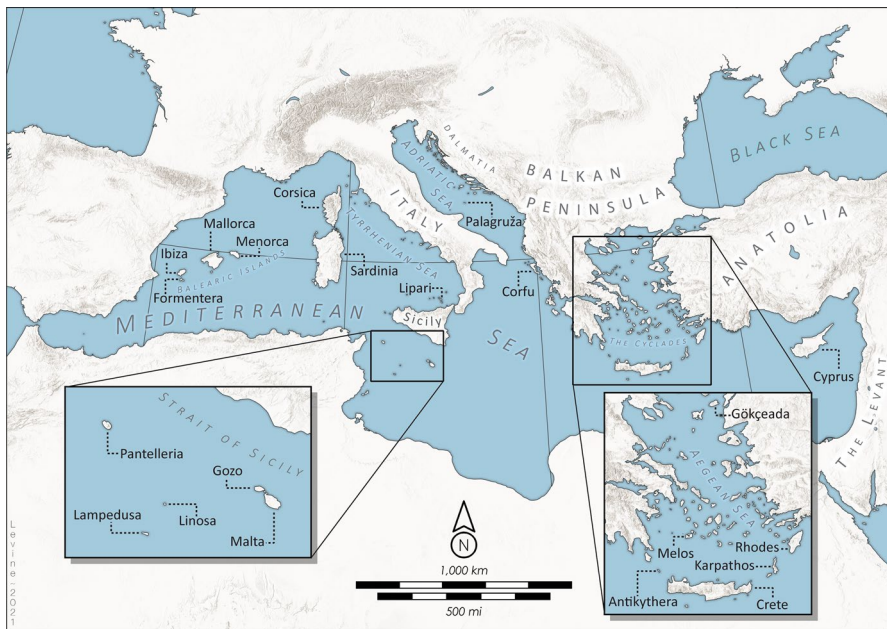 BLACK SEA
DALMATIA
ADRIATIC
SEA
BALKAN
PENINSULA
ITALY
Palagruža
Corsica
TYRRHENIAN SEA
ANATOLIA
Mallorca
Menorca
Ibiza
BALEARIC ISLANDS
Formentera
Sardinia
Lipari
Corfu
MEDITERRANEAN
Sicily
SEA
THE CYCLADES
Cyprus
THE LEVANT
STRAIT OF SICILY
Pantelleria
Gozo
Lampedusa
Linosa
Malta
Gökçeada
AEGEAN SEA
Melos
Rhodes
Karpathos
Antikythera
Crete
N
1,000 km
500 mi
Levine-2021